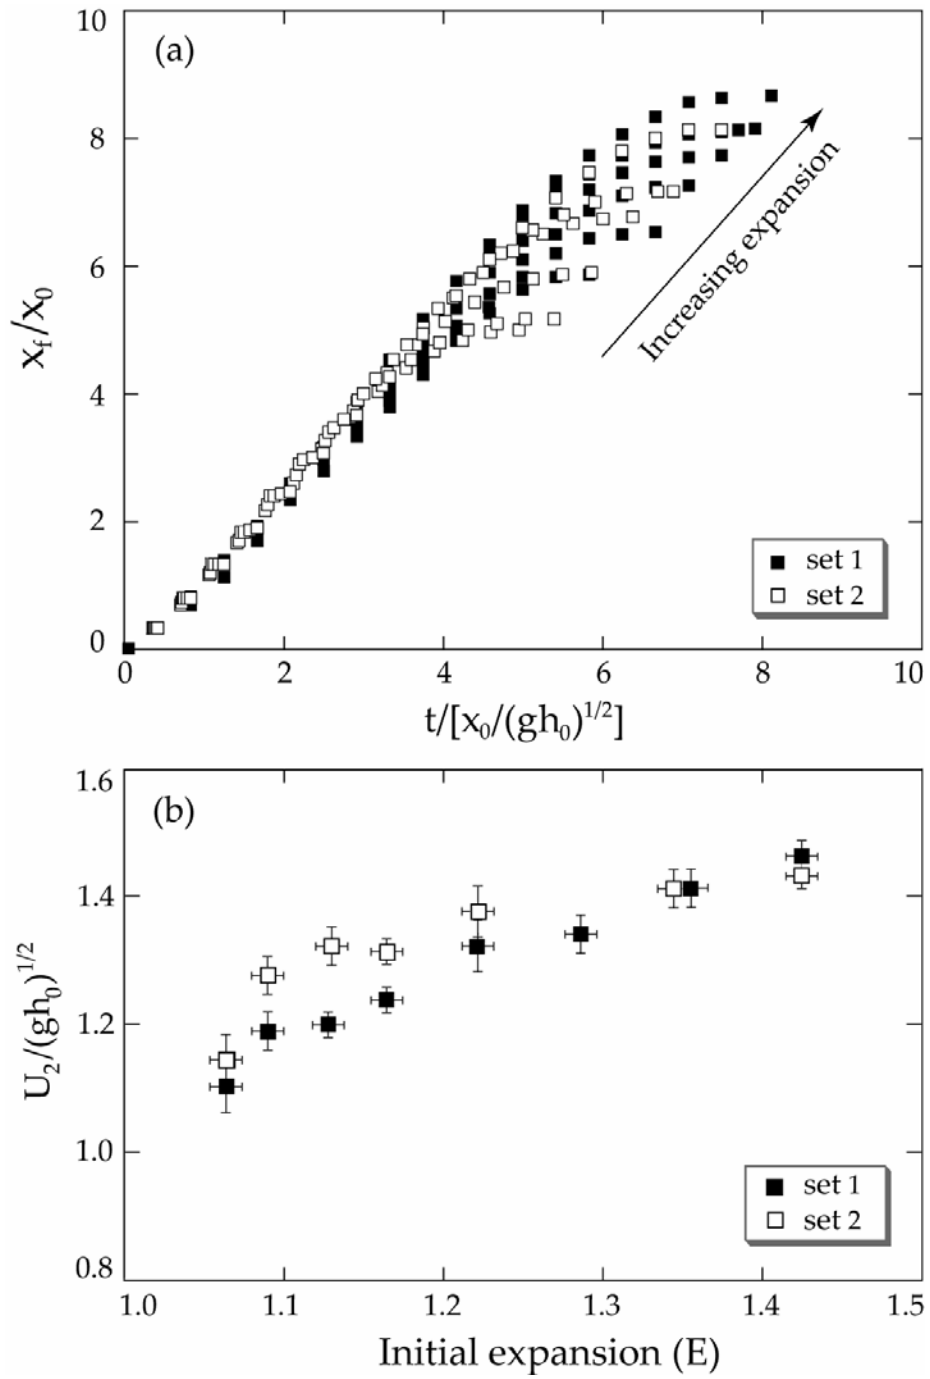 (a)
10
8
6
4
2
0
x_f/x_0
Increasing expansion
set 1
set 2
0 2 4 6 8 10
t/[x_0/(gh_0)^{1/2}]
(b)
1.6
1.4
1.2
1.0
0.8
U_2/(gh_0)^{1/2}
set 1
set 2
1.0 1.1 1.2 1.3 1.4 1.5
Initial expansion (E)